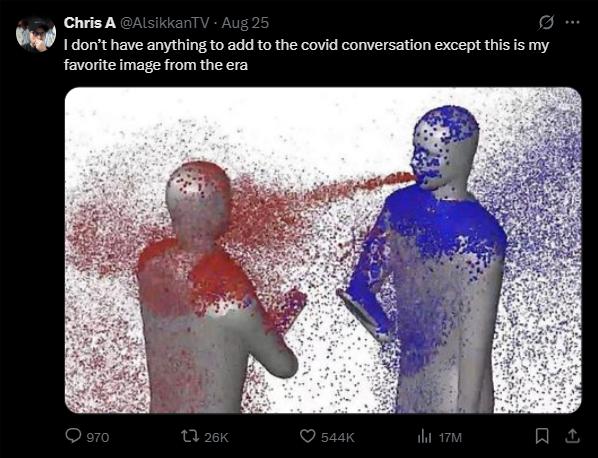 Chris A @AlsikkanTV · Aug 25
I don't have anything to add to the covid conversation except this is my
favorite image from the era
970 26K 544K 17M